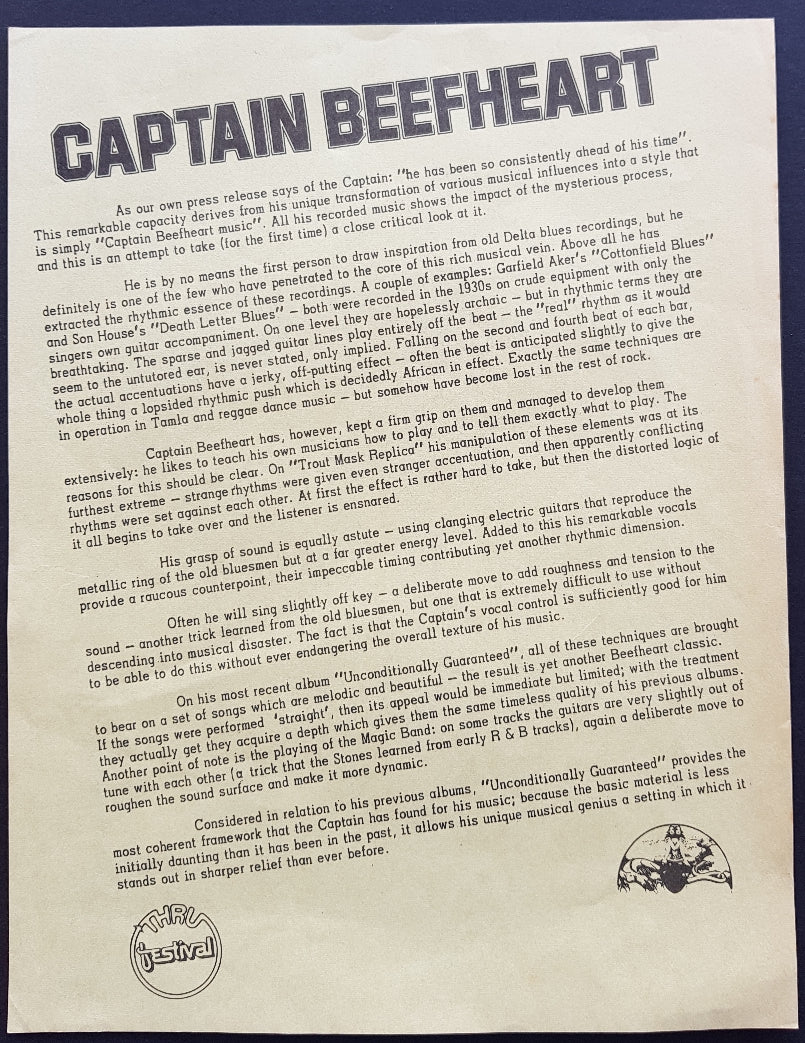 CAPTAIN BEEFHEART
As our own press release says of the Captain: "he has been so consistently ahead of his time".
This remarkable capacity derives from his unique transformation of various musical influences into a style that
is simply "Captain Beefheart music". All his recorded music shows the impact of the mysterious process,
and this is an attempt to take (for the first time) a close critical look at it.
He is by no means the first person to draw inspiration from old Delta blues recordings, but he
definitely is one of the few who have penetrated to the core of this rich musical vein. Above all he has
extracted the rhythmic essence of these recordings. A couple of examples: Garfield Aker's "Cottonfield Blues"
and Son House's "Death Letter Blues" – both were recorded in the 1930s on crude equipment with only the
singers own guitar accompaniment. On one level they are hopelessly archaic – but in rhythmic terms they are
breathtaking. The sparse and jagged guitar lines play entirely off the beat – the "real" rhythm as it would
seem to the untutored ear, is never stated, only implied. Falling on the second and fourth beat of each bar,
the actual accentuations have a jerky, off-putting effect – often the beat is anticipated slightly to give the
whole thing a lopsided rhythmic push which is decidedly African in effect. Exactly the same techniques are
in operation in Tamla and reggae dance music – but somehow have become lost in the rest of rock.
Captain Beefheart has, however, kept a firm grip on them and managed to develop them
extensively: he likes to teach his own musicians how to play and to tell them exactly what to play. The
reasons for this should be clear. On "Trout Mask Replica" his manipulation of these elements was at its
furthest extreme – strange rhythms were given even stranger accentuation, and then apparently conflicting
rhythms were set against each other. At first the effect is rather hard to take, but then the distorted logic of
it all begins to take over and the listener is ensnared.
His grasp of sound is equally astute – using clanging electric guitars that reproduce the
metallic ring of the old bluesmen but at a far greater energy level. Added to this his remarkable vocals
provide a raucous counterpoint, their impeccable timing contributing yet another rhythmic dimension.
Often he will sing slightly off key – a deliberate move to add roughness and tension to the
sound – another trick learned from the old bluesmen, but one that is extremely difficult to use without
descending into musical disaster. The fact is that the Captain's vocal control is sufficiently good for him
to be able to do this without ever endangering the overall texture of his music.
On his most recent album "Unconditionally Guaranteed", all of these techniques are brought
to bear on a set of songs which are melodic and beautiful – the result is yet another Beefheart classic.
If the songs were performed 'straight', then its appeal would be immediate but limited; with the treatment
they actually get they acquire a depth which gives them the same timeless quality of his previous albums.
Another point of note is the playing of the Magic Band: on some tracks the guitars are very slightly out of
tune with each other (a trick that the Stones learned from early R & B tracks), again a deliberate move to
roughen the sound surface and make it more dynamic.
Considered in relation to his previous albums, "Unconditionally Guaranteed" provides the
most coherent framework that the Captain has found for his music; because the basic material is less
initially daunting than it has been in the past, it allows his unique musical genius a setting in which it
stands out in sharper relief than ever before.
THRU
festival